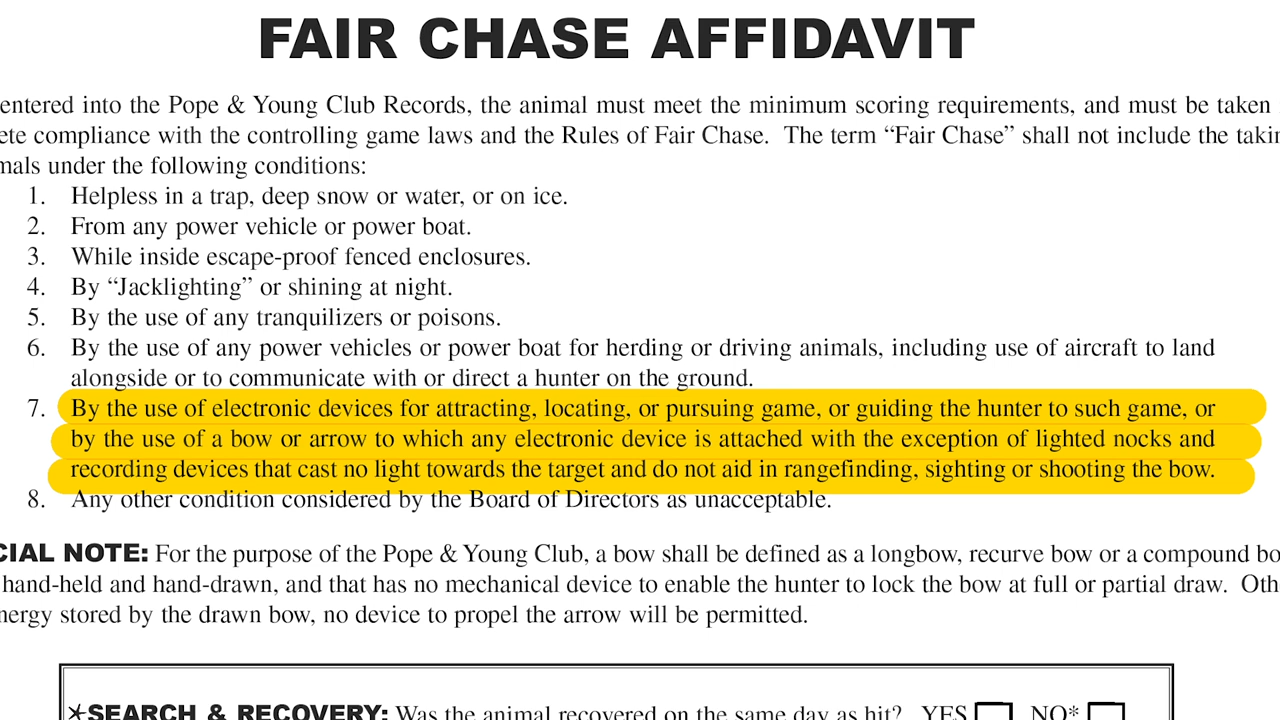 FAIR CHASE AFFIDAVIT
entered into the Pope & Young Club Records, the animal must meet the minimum scoring requirements, and must be taken
compliance with the controlling game laws and the Rules of Fair Chase. The term “Fair Chase” shall not include the
under the following conditions:
1. Helpless in a trap, deep snow or water, or on ice.
2. From any power vehicle or power boat.
3. While inside escape-proof fenced enclosures.
4. By “Jacklighting” or shining at night.
5. By the use of any tranquilizers or poisons.
6. By the use of any power vehicles or power boat for herding or driving animals, including use of aircraft to land
alongside or to communicate with or direct a hunter on the ground.
7. By the use of electronic devices for attracting, locating, or pursuing game, or guiding the hunter to such game, or
by the use of a bow or arrow to which any electronic device is attached with the exception of lighted nocks and
recording devices that cast no light towards the target and do not aid in rangefinding, sighting or shooting the bow.
8. Any other condition considered by the Board of Directors as unacceptable.
NOTE: For the purpose of the Pope & Young Club, a bow shall be defined as a longbow, recurve bow or a compound
hand-held and hand-drawn, and that has no mechanical device to enable the hunter to lock the bow at full or partial draw.
stored by the drawn bow, no device to propel the arrow will be permitted.
*SEARCH & RECOVERY: Was the animal recovered on the same day as hit? YES NO*